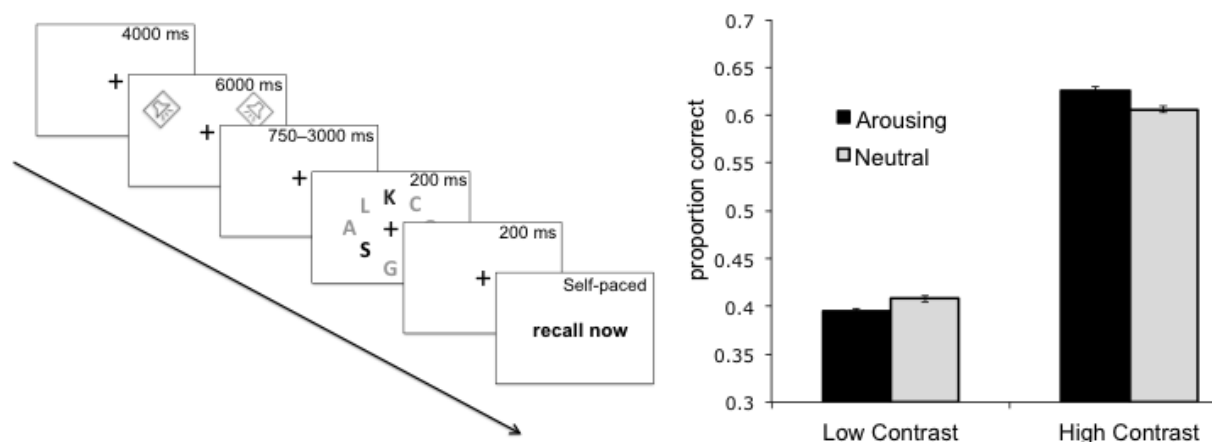 4000 ms
+
6000 ms
+
750–3000 ms
+
200 ms
L K C
A +
S
G
200 ms
+
Self-paced
recall now
proportion correct
0.7
0.65
0.6
0.55
0.5
0.45
0.4
0.35
0.3
Arousing
Neutral
Low Contrast
High Contrast